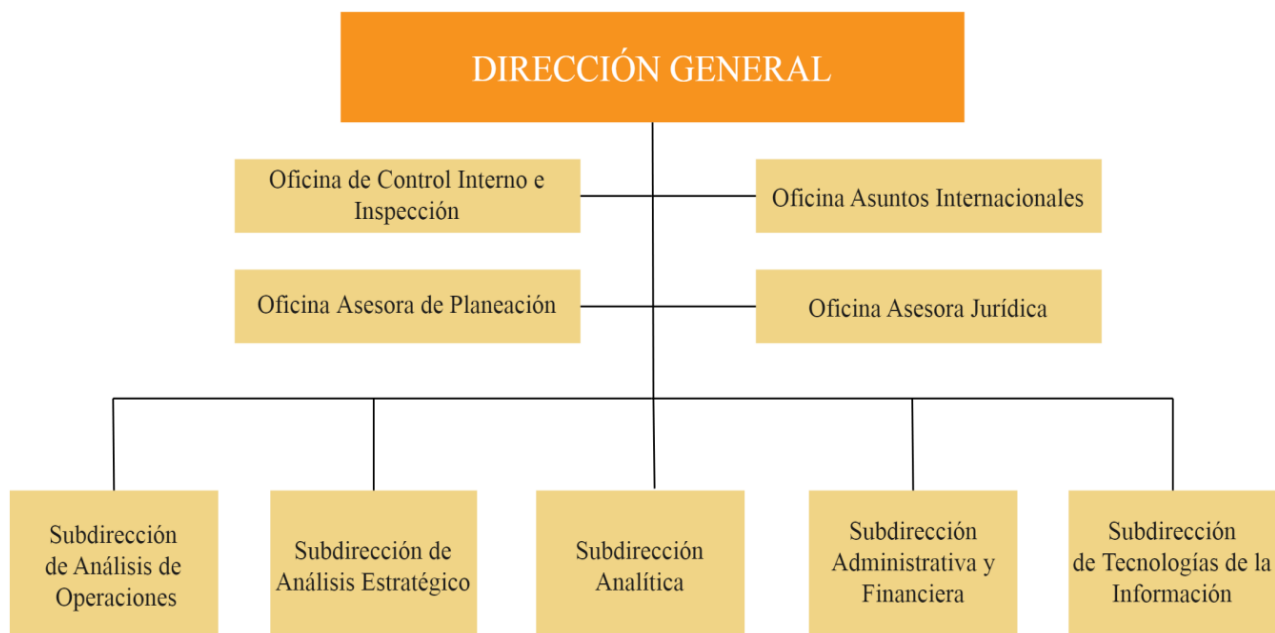 DIRECCIÓN GENERAL
Oficina de Control Interno e
Inspección
Oficina Asuntos Internacionales
Oficina Asesora de Planeación
Oficina Asesora Jurídica
Subdirección
de Análisis de
Operaciones
Subdirección de
Análisis Estratégico
Subdirección
Analítica
Subdirección
Administrativa y
Financiera
Subdirección
de Tecnologías de la
Información